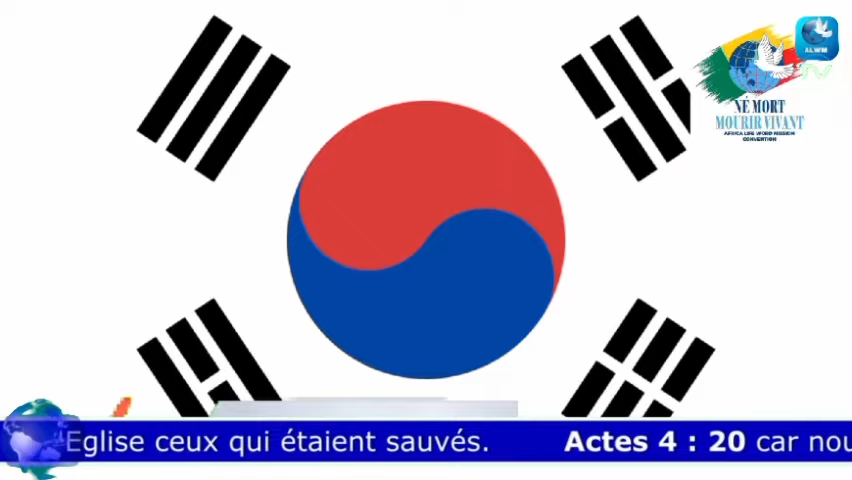 ALWM
TV
NÉ MORT
MOURIR VIVANT
AFRICA LIFE WORD MISSION
CONVENTION
Eglise ceux qui étaient sauvés. Actes 4 : 20 car nou